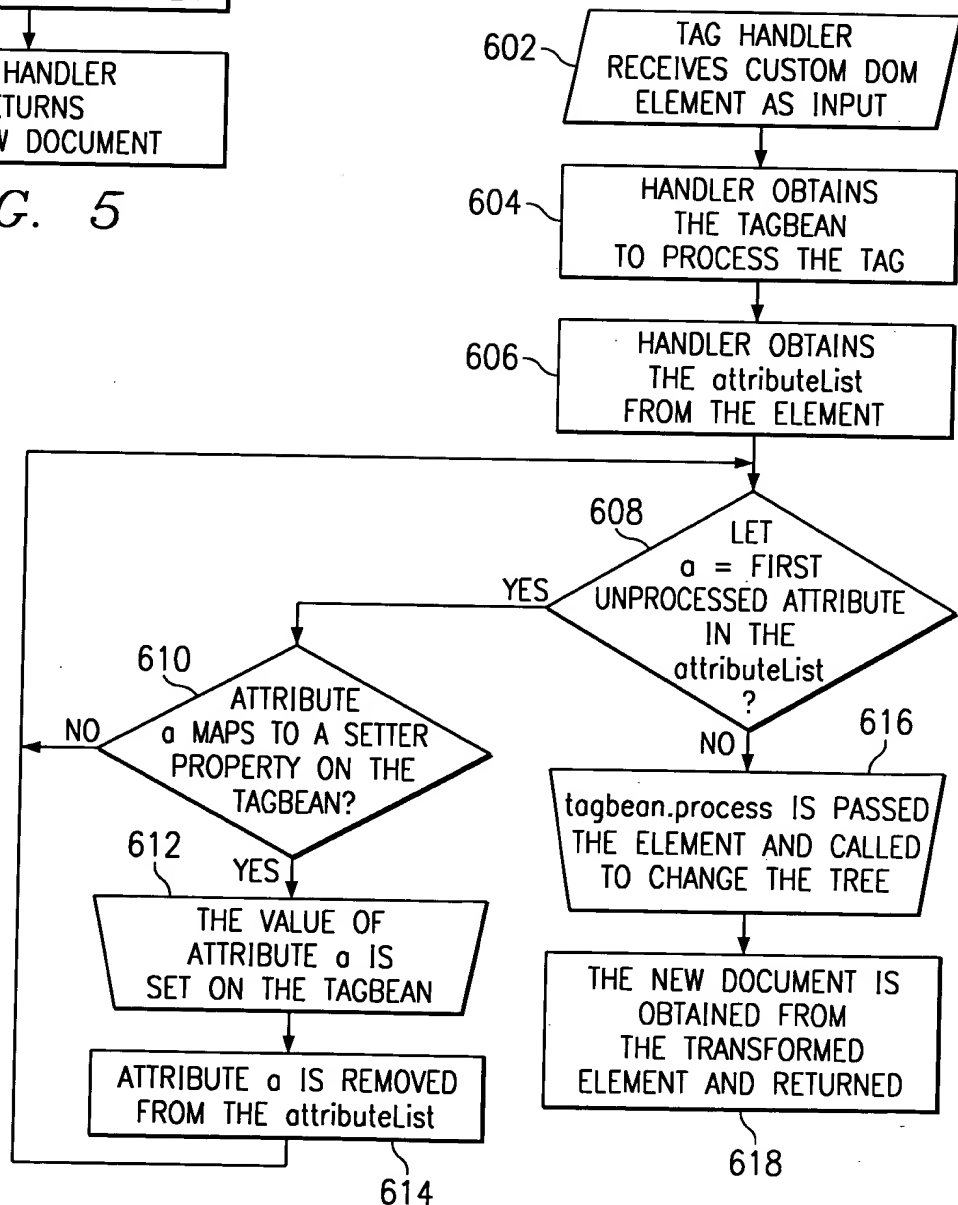 HANDLER
DOCUMENT
5
602
TAG HANDLER
RECEIVES CUSTOM DOM
ELEMENT AS INPUT
604
HANDLER OBTAINS
THE TAGBEAN
TO PROCESS THE TAG
606
HANDLER OBTAINS
THE attributeList
FROM THE ELEMENT
608
LET
a = FIRST
UNPROCESSED ATTRIBUTE
IN THE
attributeList
?
YES
NO
610
ATTRIBUTE
a MAPS TO A SETTER
PROPERTY ON THE
TAGBEAN?
NO
YES
612
THE VALUE OF
ATTRIBUTE a IS
SET ON THE TAGBEAN
ATTRIBUTE a IS REMOVED
FROM THE attributeList
614
616
tagbean.process IS PASSED
THE ELEMENT AND CALLED
TO CHANGE THE TREE
THE NEW DOCUMENT IS
OBTAINED FROM
THE TRANSFORMED
ELEMENT AND RETURNED
618